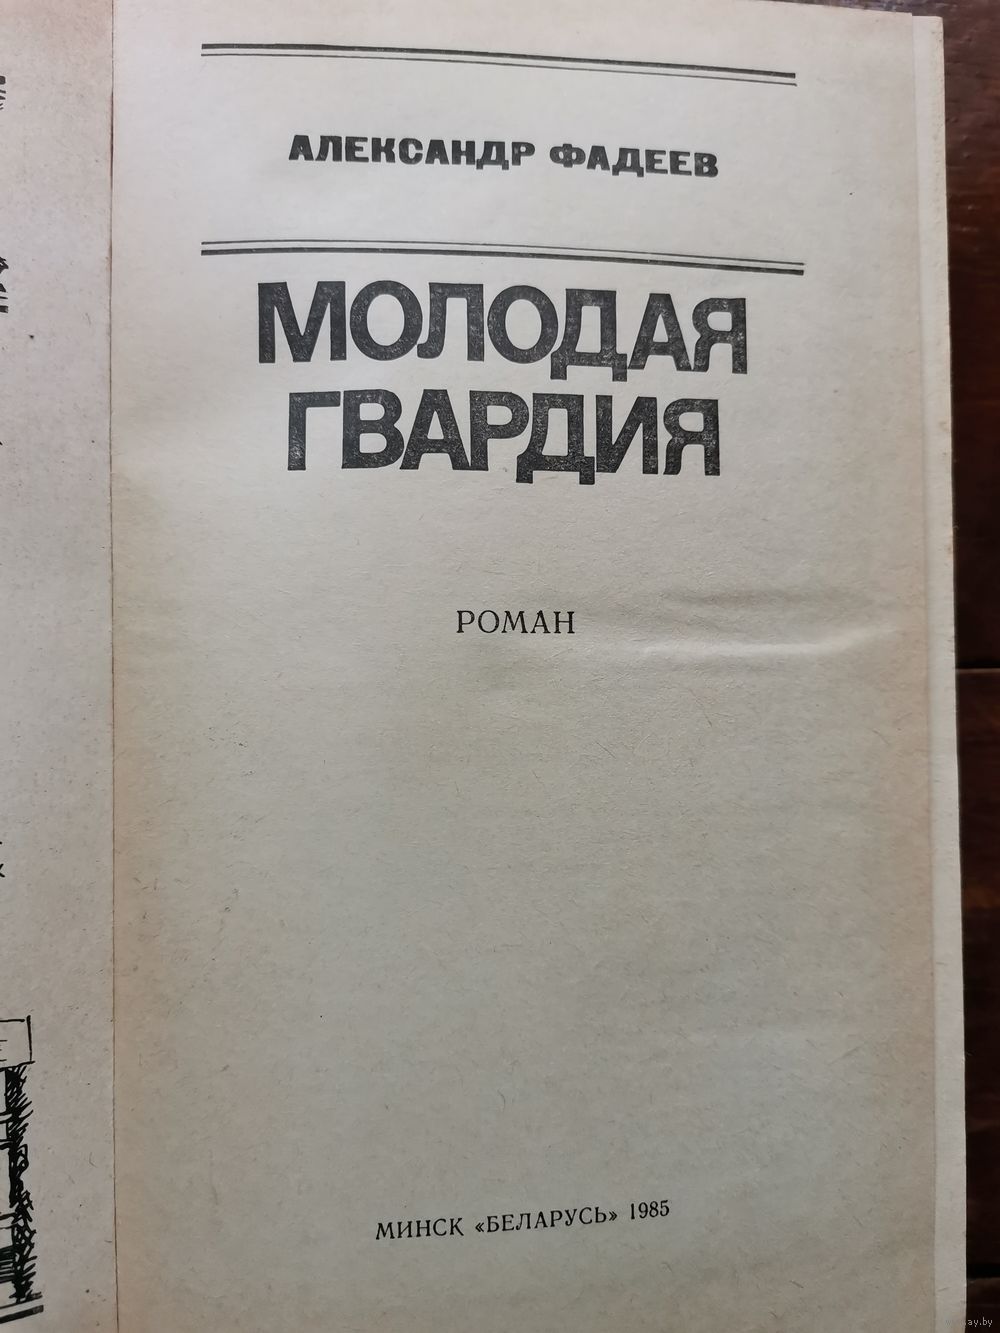 АЛЕКСАНДР ФАДЕЕВ
МОЛОДАЯ
ГВАРДИЯ
РОМАН
МИНСК «БЕЛАРУСЬ» 1985